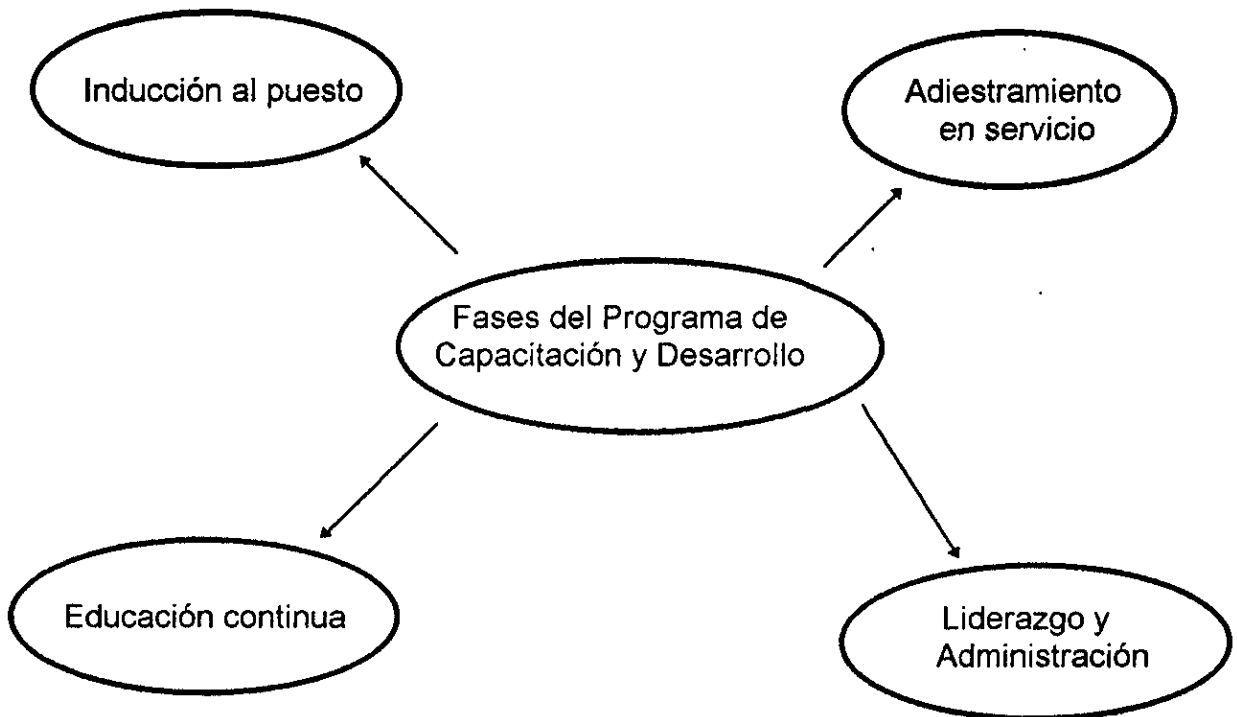 Inducción al puesto
Adiestramiento
en servicio
Fases del Programa de
Capacitación y Desarrollo
Educación continua
Liderazgo y
Administración